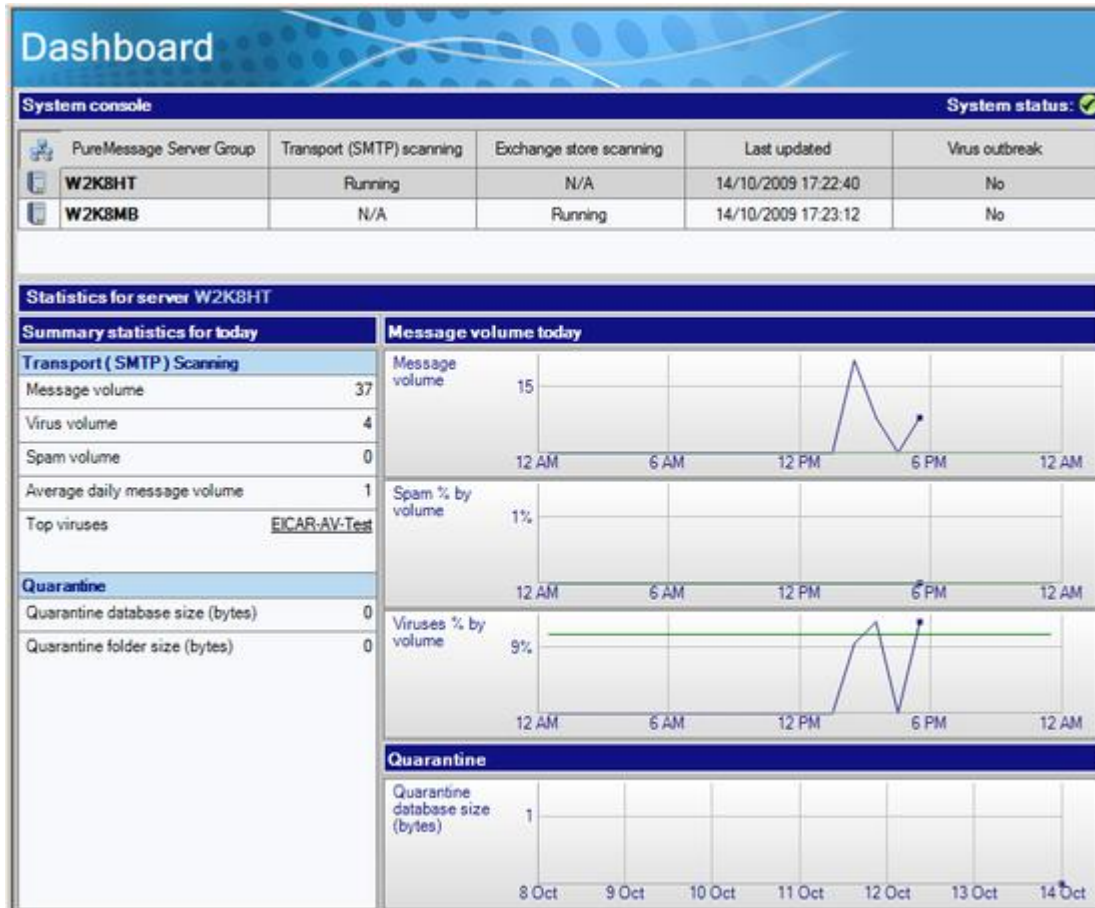 Dashboard
System console System status:
PureMessage Server Group Transport (SMTP) scanning Exchange store scanning Last updated Virus outbreak
W2K8HT Running N/A 14/10/2009 17:22:40 No
W2K8MB N/A Running 14/10/2009 17:23:12 No
Statistics for server W2K8HT
Summary statistics for today
Transport ( SMTP ) Scanning
Message volume 37
Virus volume 4
Spam volume 0
Average daily message volume 1
Top viruses EICAR-AV-Test
Quarantine
Quarantine database size (bytes) 0
Quarantine folder size (bytes) 0
Message volume today
Message
volume
15
12 AM 6 AM 12 PM 6 PM 12 AM
Spam % by
volume
1%
12 AM 6 AM 12 PM 6 PM 12 AM
Viruses % by
volume
9%
12 AM 6 AM 12 PM 6 PM 12 AM
Quarantine
Quarantine
database size
(bytes)
1
8 Oct 9 Oct 10 Oct 11 Oct 12 Oct 13 Oct 14 Oct